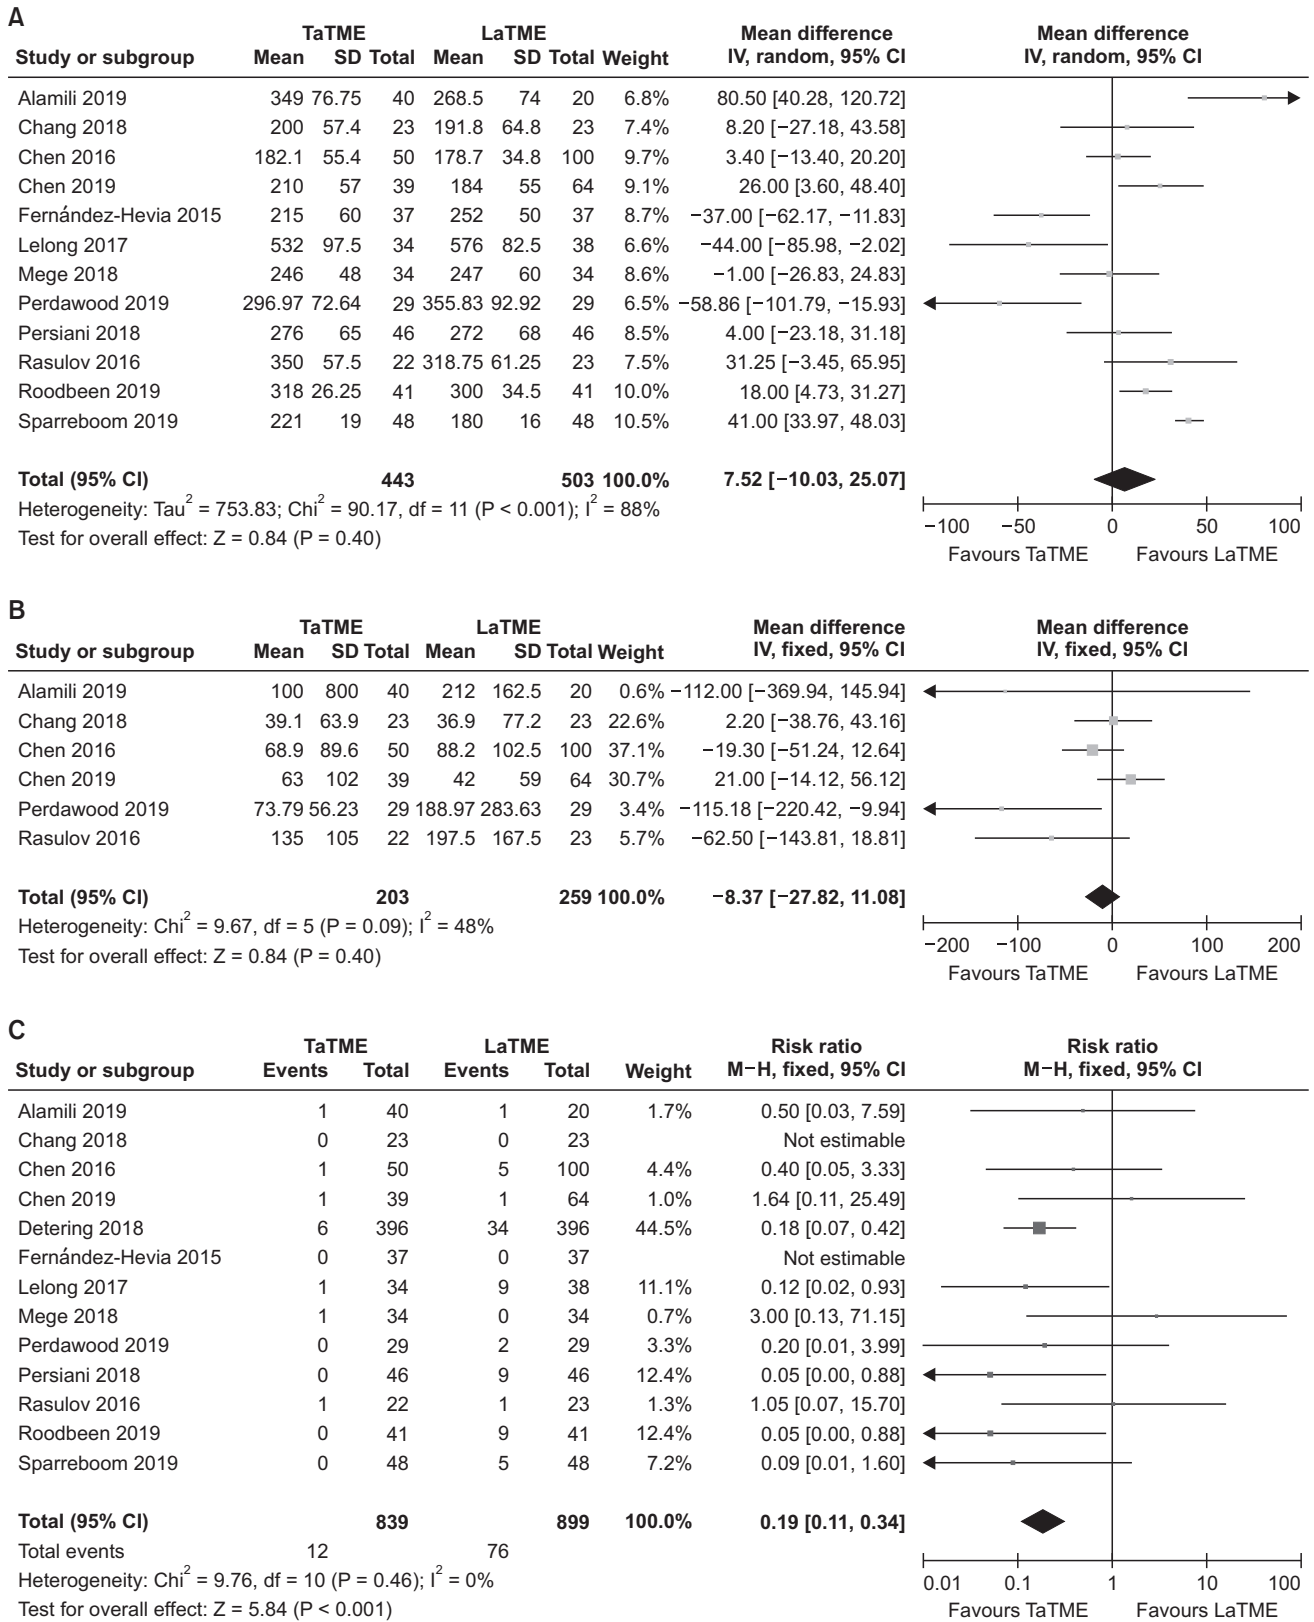 A
TaTME LaTME Mean difference Mean difference
Study or subgroup Mean SD Total Mean SD Total Weight IV, random, 95% CI IV, random, 95% CI
Alamili 2019 349 76.75 40 268.5 74 20 6.8% 80.50 [40.28, 120.72]
Chang 2018 200 57.4 23 191.8 64.8 23 7.4% 8.20 [−27.18, 43.58]
Chen 2016 182.1 55.4 50 178.7 34.8 100 9.7% 3.40 [−13.40, 20.20]
Chen 2019 210 57 39 184 55 64 9.1% 26.00 [3.60, 48.40]
Fernández-Hevia 2015 215 60 37 252 50 37 8.7% −37.00 [−62.17, −11.83]
Lelong 2017 532 97.5 34 576 82.5 38 6.6% −44.00 [−85.98, −2.02]
Mege 2018 246 48 34 247 60 34 8.6% −1.00 [−26.83, 24.83]
Perdawood 2019 296.97 72.64 29 355.83 92.92 29 6.5% −58.86 [−101.79, −15.93]
Persiani 2018 276 65 46 272 68 46 8.5% 4.00 [−23.18, 31.18]
Rasulov 2016 350 57.5 22 318.75 61.25 23 7.5% 31.25 [−3.45, 65.95]
Roodbeen 2019 318 26.25 41 300 34.5 41 10.0% 18.00 [4.73, 31.27]
Sparreboom 2019 221 19 48 180 16 48 10.5% 41.00 [33.97, 48.03]
Total (95% CI) 443 503 100.0% 7.52 [−10.03, 25.07]
Heterogeneity: Tau² = 753.83; Chi² = 90.17, df = 11 (P < 0.001); I² = 88%
−100 −50 0 50 100
Test for overall effect: Z = 0.84 (P = 0.40)
Favours TaTME Favours LaTME
B
TaTME LaTME Mean difference Mean difference
Study or subgroup Mean SD Total Mean SD Total Weight IV, fixed, 95% CI IV, fixed, 95% CI
Alamili 2019 100 800 40 212 162.5 20 0.6% −112.00 [−369.94, 145.94]
Chang 2018 39.1 63.9 23 36.9 77.2 23 22.6% 2.20 [−38.76, 43.16]
Chen 2016 68.9 89.6 50 88.2 102.5 100 37.1% −19.30 [−51.24, 12.64]
Chen 2019 63 102 39 42 59 64 30.7% 21.00 [−14.12, 56.12]
Perdawood 2019 73.79 56.23 29 188.97 283.63 29 3.4% −115.18 [−220.42, −9.94]
Rasulov 2016 135 105 22 197.5 167.5 23 5.7% −62.50 [−143.81, 18.81]
Total (95% CI) 203 259 100.0% −8.37 [−27.82, 11.08]
Heterogeneity: Chi² = 9.67, df = 5 (P = 0.09); I² = 48%
−200 −100 0 100 200
Test for overall effect: Z = 0.84 (P = 0.40)
Favours TaTME Favours LaTME
C
TaTME LaTME Risk ratio Risk ratio
Study or subgroup Events Total Events Total Weight M−H, fixed, 95% CI M−H, fixed, 95% CI
Alamili 2019 1 40 1 20 1.7% 0.50 [0.03, 7.59]
Chang 2018 0 23 0 23 Not estimable
Chen 2016 1 50 5 100 4.4% 0.40 [0.05, 3.33]
Chen 2019 1 39 1 64 1.0% 1.64 [0.11, 25.49]
Detering 2018 6 396 34 396 44.5% 0.18 [0.07, 0.42]
Fernández-Hevia 2015 0 37 0 37 Not estimable
Lelong 2017 1 34 9 38 11.1% 0.12 [0.02, 0.93]
Mege 2018 1 34 0 34 0.7% 3.00 [0.13, 71.15]
Perdawood 2019 0 29 2 29 3.3% 0.20 [0.01, 3.99]
Persiani 2018 0 46 9 46 12.4% 0.05 [0.00, 0.88]
Rasulov 2016 1 22 1 23 1.3% 1.05 [0.07, 15.70]
Roodbeen 2019 0 41 9 41 12.4% 0.05 [0.00, 0.88]
Sparreboom 2019 0 48 5 48 7.2% 0.09 [0.01, 1.60]
Total (95% CI) 839 899 100.0% 0.19 [0.11, 0.34]
Total events 12 76
Heterogeneity: Chi² = 9.76, df = 10 (P = 0.46); I² = 0%
0.01 0.1 1 10 100
Test for overall effect: Z = 5.84 (P < 0.001)
Favours TaTME Favours LaTME